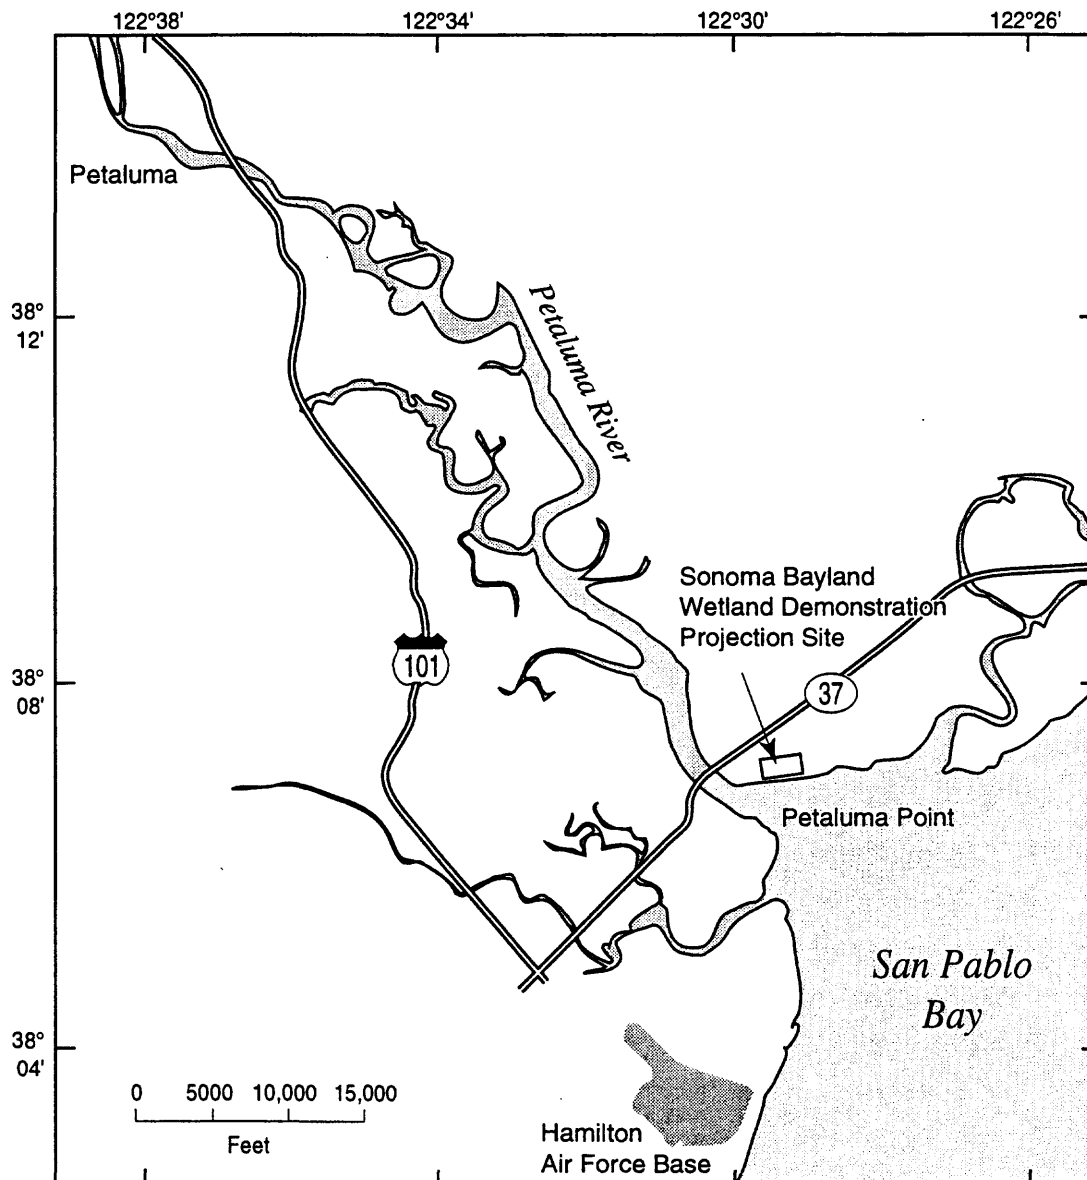 122°38' 122°34' 122°30' 122°26'
Petaluma
38°
12'
Petaluma River
Sonoma Bayland
Wetland Demonstration
Projection Site
101
37
38°
08'
Petaluma Point
San Pablo
Bay
38°
04'
0 5000 10,000 15,000
Feet
Hamilton
Air Force Base